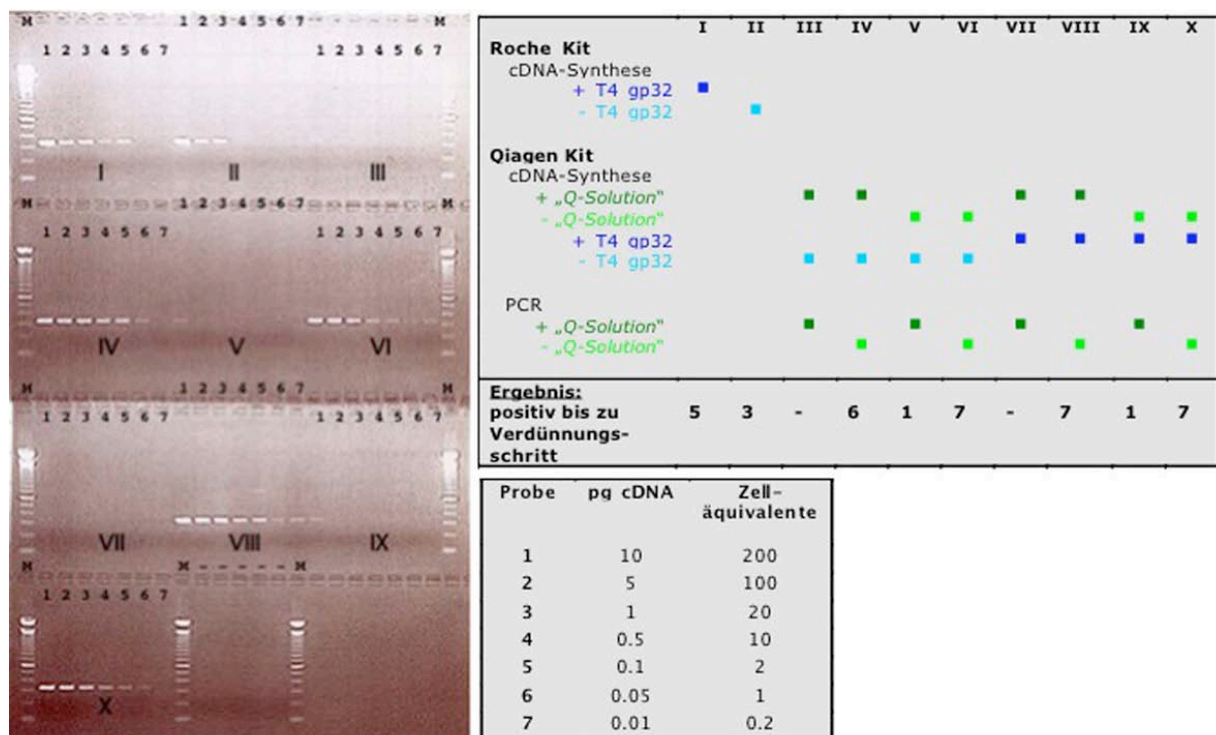 M 1 2 3 4 5 6 7 M
1 2 3 4 5 6 7 1 2 3 4 5 6 7
I II III
M 1 2 3 4 5 6 7 M
1 2 3 4 5 6 7 1 2 3 4 5 6 7
IV V VI
M 1 2 3 4 5 6 7 M
1 2 3 4 5 6 7 1 2 3 4 5 6 7
VII VIII IX
M M - - - - - M
1 2 3 4 5 6 7
X
I II III IV V VI VII VIII IX X
Roche Kit
cDNA-Synthese
+ T4 gp32
- T4 gp32
Qiagen Kit
cDNA-Synthese
+ „Q-Solution“
- „Q-Solution“
+ T4 gp32
- T4 gp32
PCR
+ „Q-Solution“
- „Q-Solution“
Ergebnis:
positiv bis zu 5 3 - 6 1 7 - 7 1 7
Verdünnungs-
schritt
Probe pg cDNA Zell-
äquivalente
1 10 200
2 5 100
3 1 20
4 0.5 10
5 0.1 2
6 0.05 1
7 0.01 0.2